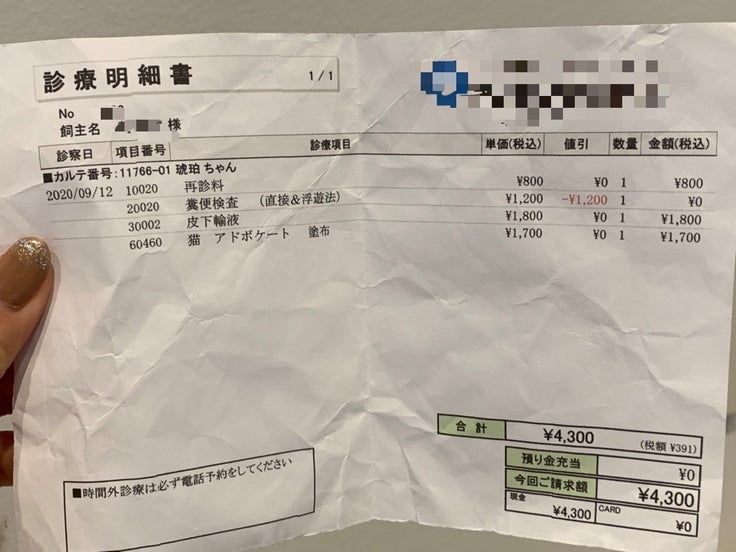 診療明細書
1/1
No
飼主名 様
診察日 項目番号 診療項目 単価(税込) 値引 数量 金額(税込)
■カルテ番号:11766-01 琥珀 ちゃん
2020/09/12 10020 再診料 ¥800 ¥0 1 ¥800
20020 糞便検査 (直接&浮遊法) ¥1,200 -¥1,200 1 ¥0
30002 皮下輸液 ¥1,800 ¥0 1 ¥1,800
60460 猫 アドボケート 塗布 ¥1,700 ¥0 1 ¥1,700
合計 ¥4,300 (税額 ¥391)
預り金充当 ¥0
今回ご請求額 ¥4,300
現金 ¥4,300 CARD ¥0
■時間外診療は必ず電話予約をしてください